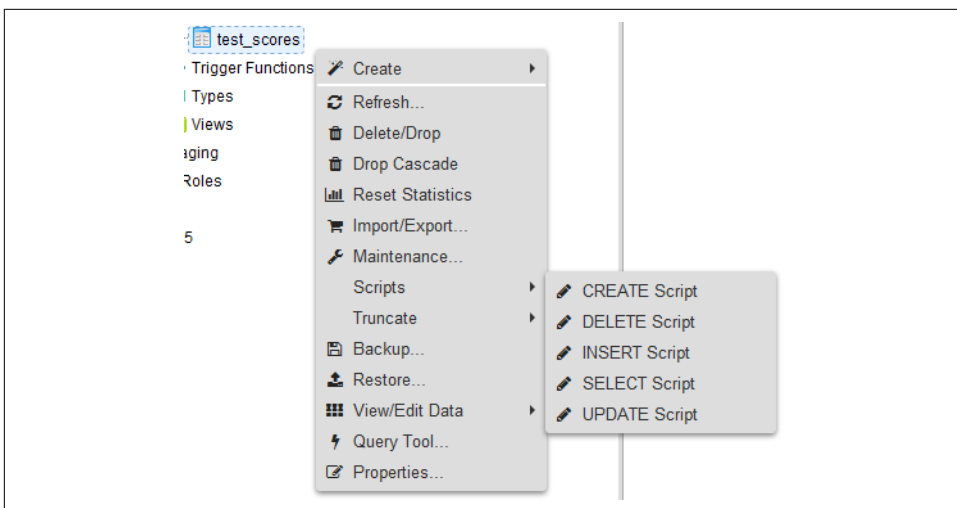 test_scores
Trigger Functions
Types
Views
aging
Roles
5
Create
Refresh...
Delete/Drop
Drop Cascade
Reset Statistics
Import/Export...
Maintenance...
Scripts
Truncate
Backup...
Restore...
View/Edit Data
Query Tool...
Properties...
CREATE Script
DELETE Script
INSERT Script
SELECT Script
UPDATE Script